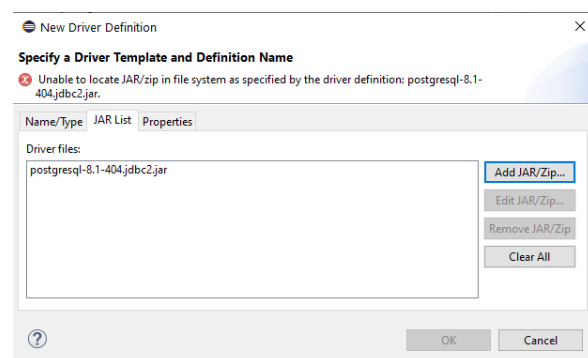 New Driver Definition
Specify a Driver Template and Definition Name
Unable to locate JAR/zip in file system as specified by the driver definition: postgresql-8.1-
404.jdbc2.jar.
Name/Type JAR List Properties
Driver files:
postgresql-8.1-404.jdbc2.jar
Add JAR/Zip...
Edit JAR/Zip...
Remove JAR/Zip
Clear All
OK Cancel